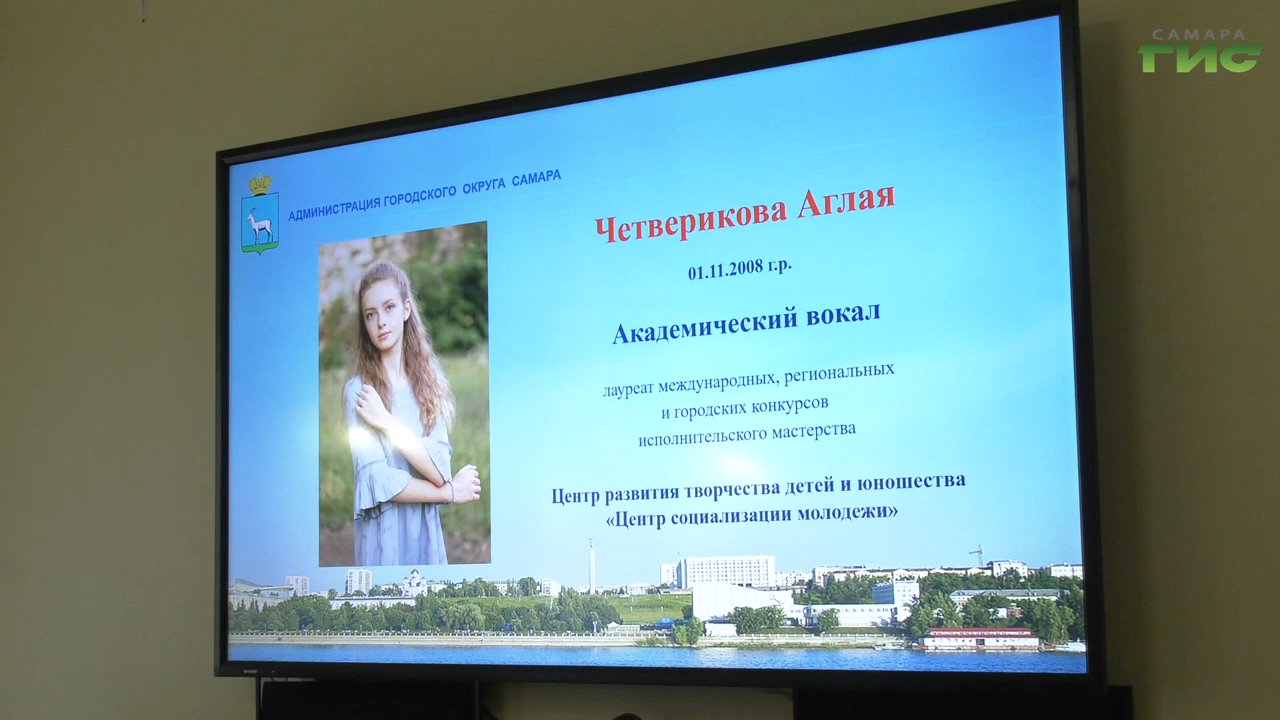 САМАРА
ГИС
АДМИНИСТРАЦИЯ ГОРОДСКОГО ОКРУГА САМАРА
Четверикова Аглая
01.11.2008 г.р.
Академический вокал
лауреат международных, региональных
и городских конкурсов
исполнительского мастерства
Центр развития творчества детей и юношества
«Центр социализации молодежи»